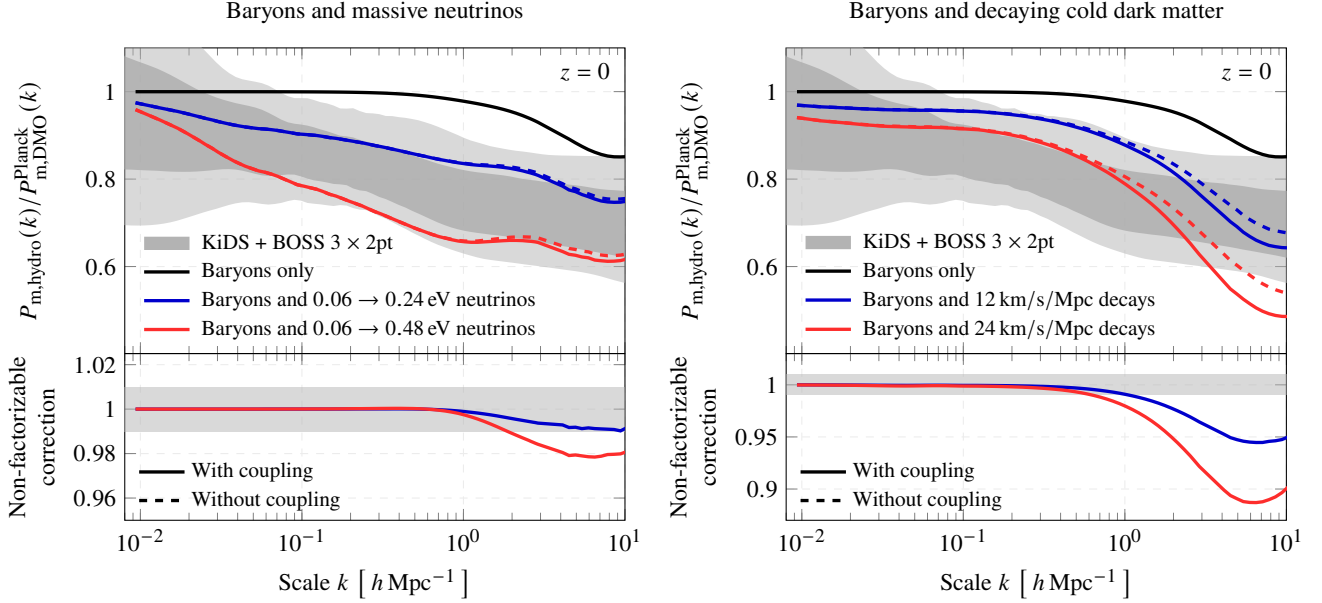 Baryons and massive neutrinos
z = 0
1
0.8
0.6
P_m,hydro(k)/P^Planck_m,DMO(k)
KiDS + BOSS 3 × 2pt
Baryons only
Baryons and 0.06 → 0.24 eV neutrinos
Baryons and 0.06 → 0.48 eV neutrinos
1.02
1
0.98
0.96
Non-factorizable
correction
With coupling
Without coupling
10^−2
10^−1
10^0
10^1
Scale k [ h Mpc^−1 ]
Baryons and decaying cold dark matter
z = 0
1
0.8
0.6
P_m,hydro(k)/P^Planck_m,DMO(k)
KiDS + BOSS 3 × 2pt
Baryons only
Baryons and 12 km/s/Mpc decays
Baryons and 24 km/s/Mpc decays
1
0.95
0.9
Non-factorizable
correction
With coupling
Without coupling
10^−2
10^−1
10^0
10^1
Scale k [ h Mpc^−1 ]